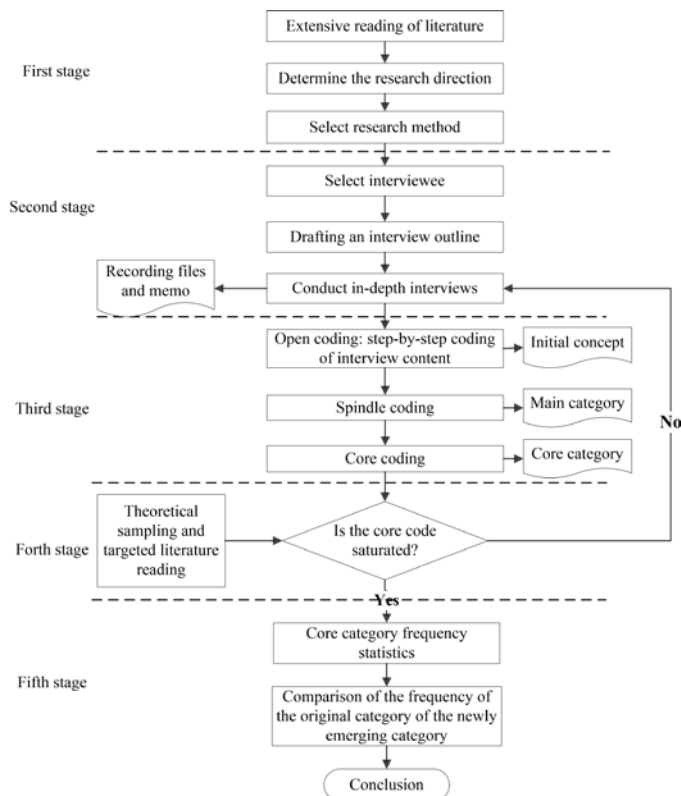 Extensive reading of literature
First stage
Determine the research direction
Select research method
Select interviewee
Second stage
Drafting an interview outline
Recording files
and memo
Conduct in-depth interviews
Open coding: step-by-step coding
of interview content
Initial concept
Third stage
Spindle coding
Main category
No
Core coding
Core category
Forth stage
Theoretical
sampling and
targeted literature
reading
Is the core code
saturated?
Yes
Core category frequency
statistics
Fifth stage
Comparison of the frequency of
the original category of the newly
emerging category
Conclusion